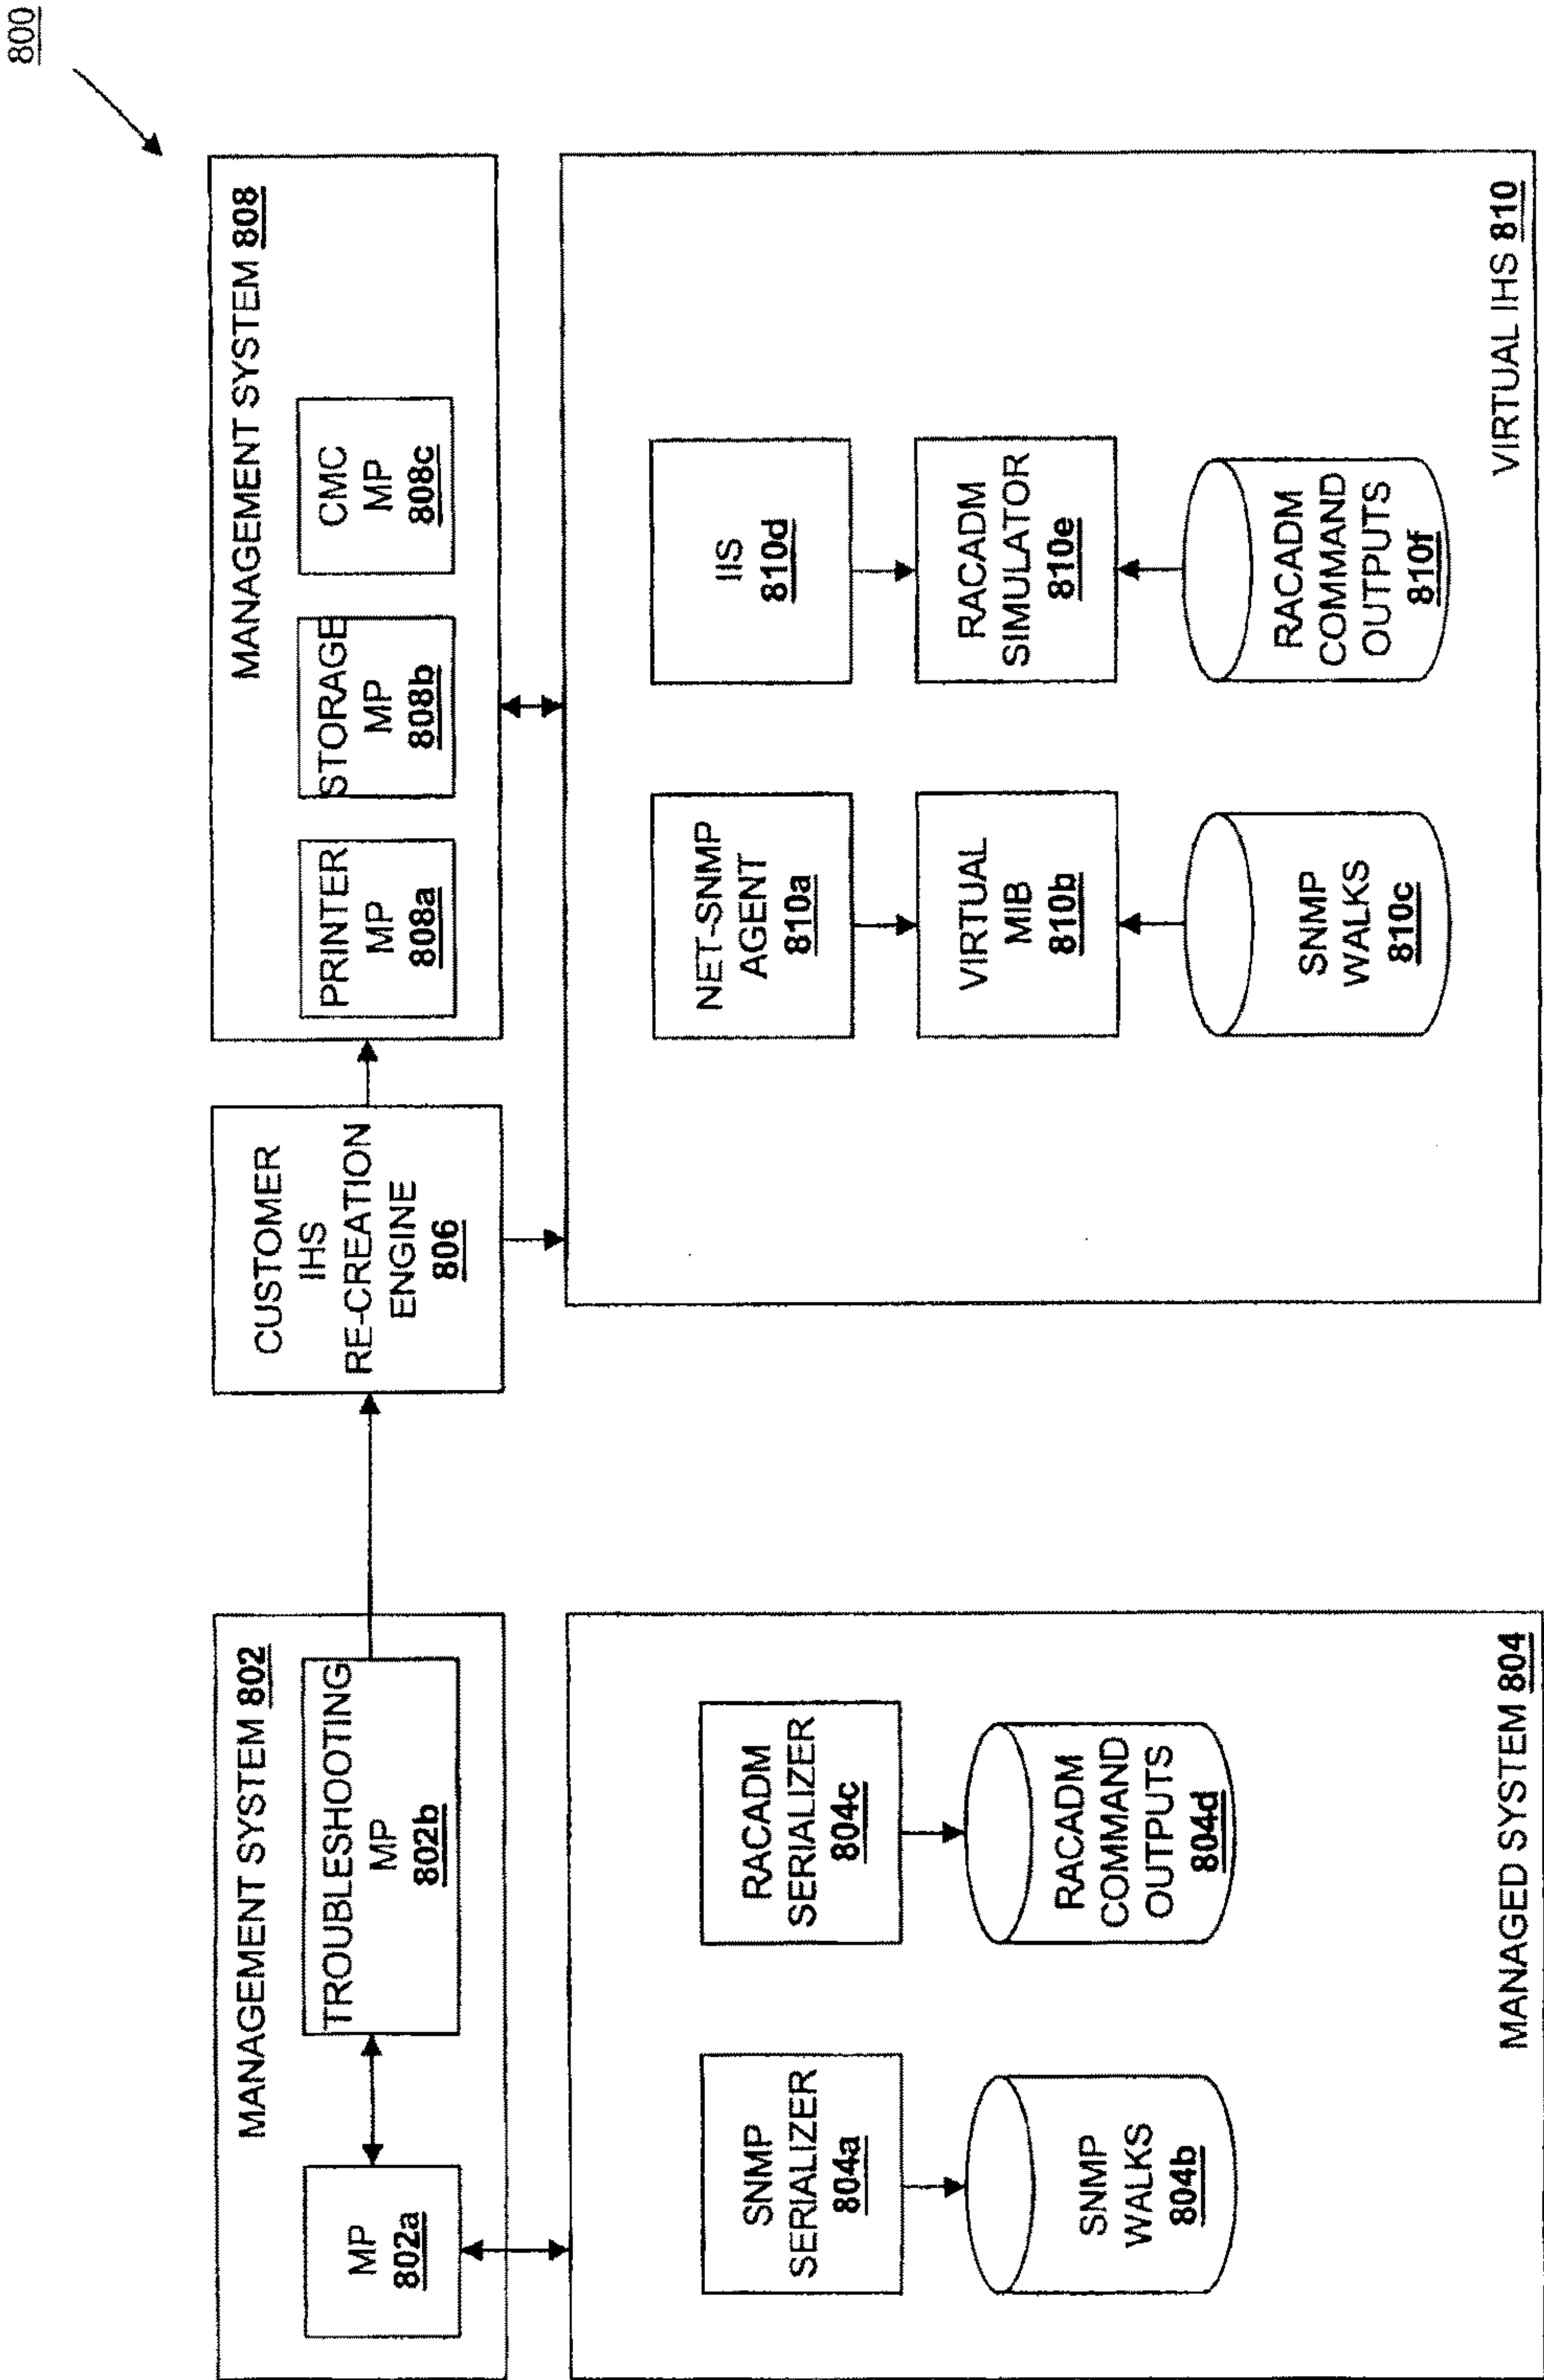 800
MANAGEMENT SYSTEM 802
MP
802a
TROUBLESHOOTING
MP
802b
CUSTOMER
IHS
RE-CREATION
ENGINE
806
MANAGEMENT SYSTEM 808
PRINTER
MP
808a
STORAGE
MP
808b
CMC
MP
808c
SNMP
SERIALIZER
804a
SNMP
WALKS
804b
RACADM
SERIALIZER
804c
RACADM
COMMAND
OUTPUTS
804d
MANAGED SYSTEM 804
NET-SNMP
AGENT
810a
VIRTUAL
MIB
810b
SNMP
WALKS
810c
IIS
810d
RACADM
SIMULATOR
810e
RACADM
COMMAND
OUTPUTS
810f
VIRTUAL IHS 810